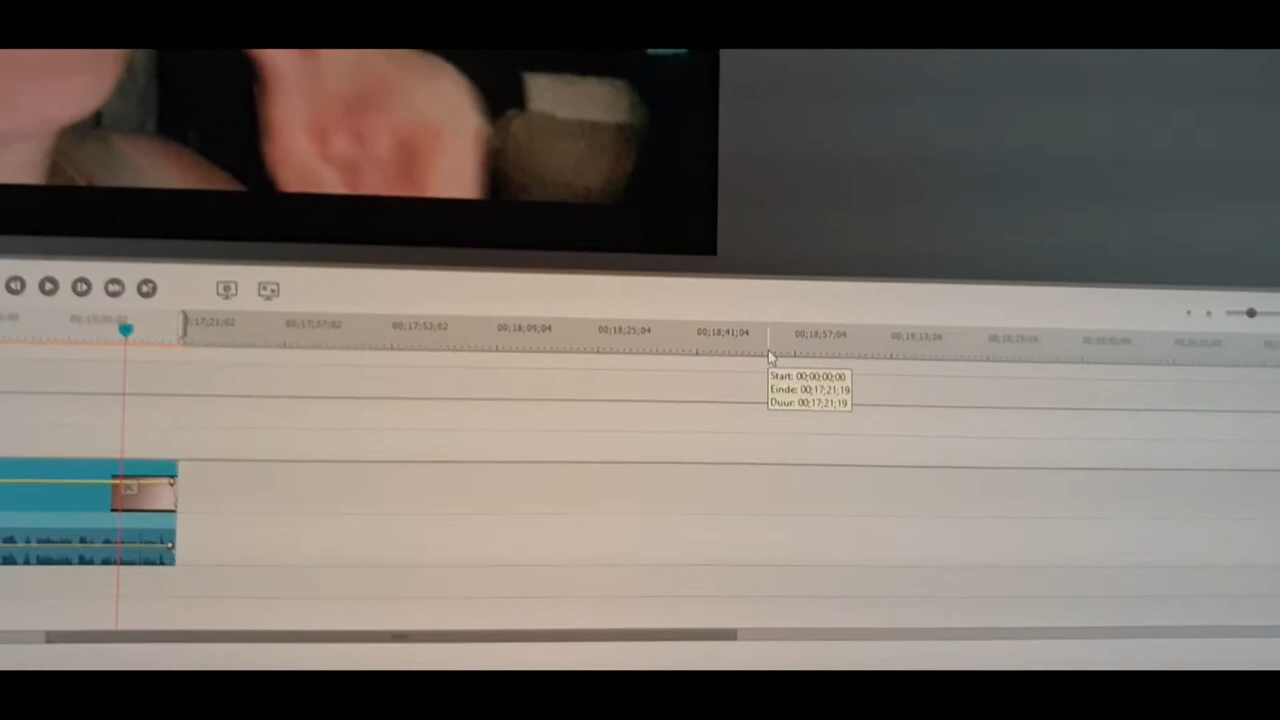 00;17;21;02
00;17;37;02
00;17;53;02
00;18;09;04
00;18;25;04
00;18;41;04
00;18;57;04
00;19;13;06
Start: 00;00;00;00
Einde: 00;17;21;19
Duur: 00;17;21;19